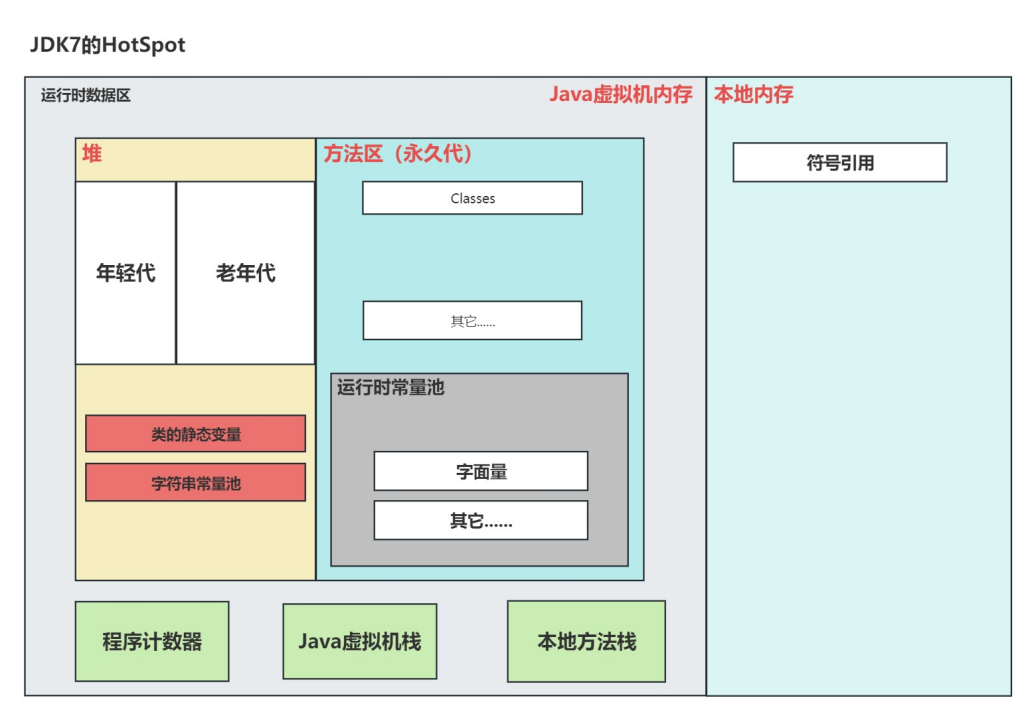 JDK7的HotSpot
运行时数据区
Java虚拟机内存
本地内存
堆
方法区（永久代）
符号引用
Classes
年轻代
老年代
其它......
运行时常量池
类的静态变量
字面量
字符串常量池
其它......
程序计数器
Java虚拟机栈
本地方法栈